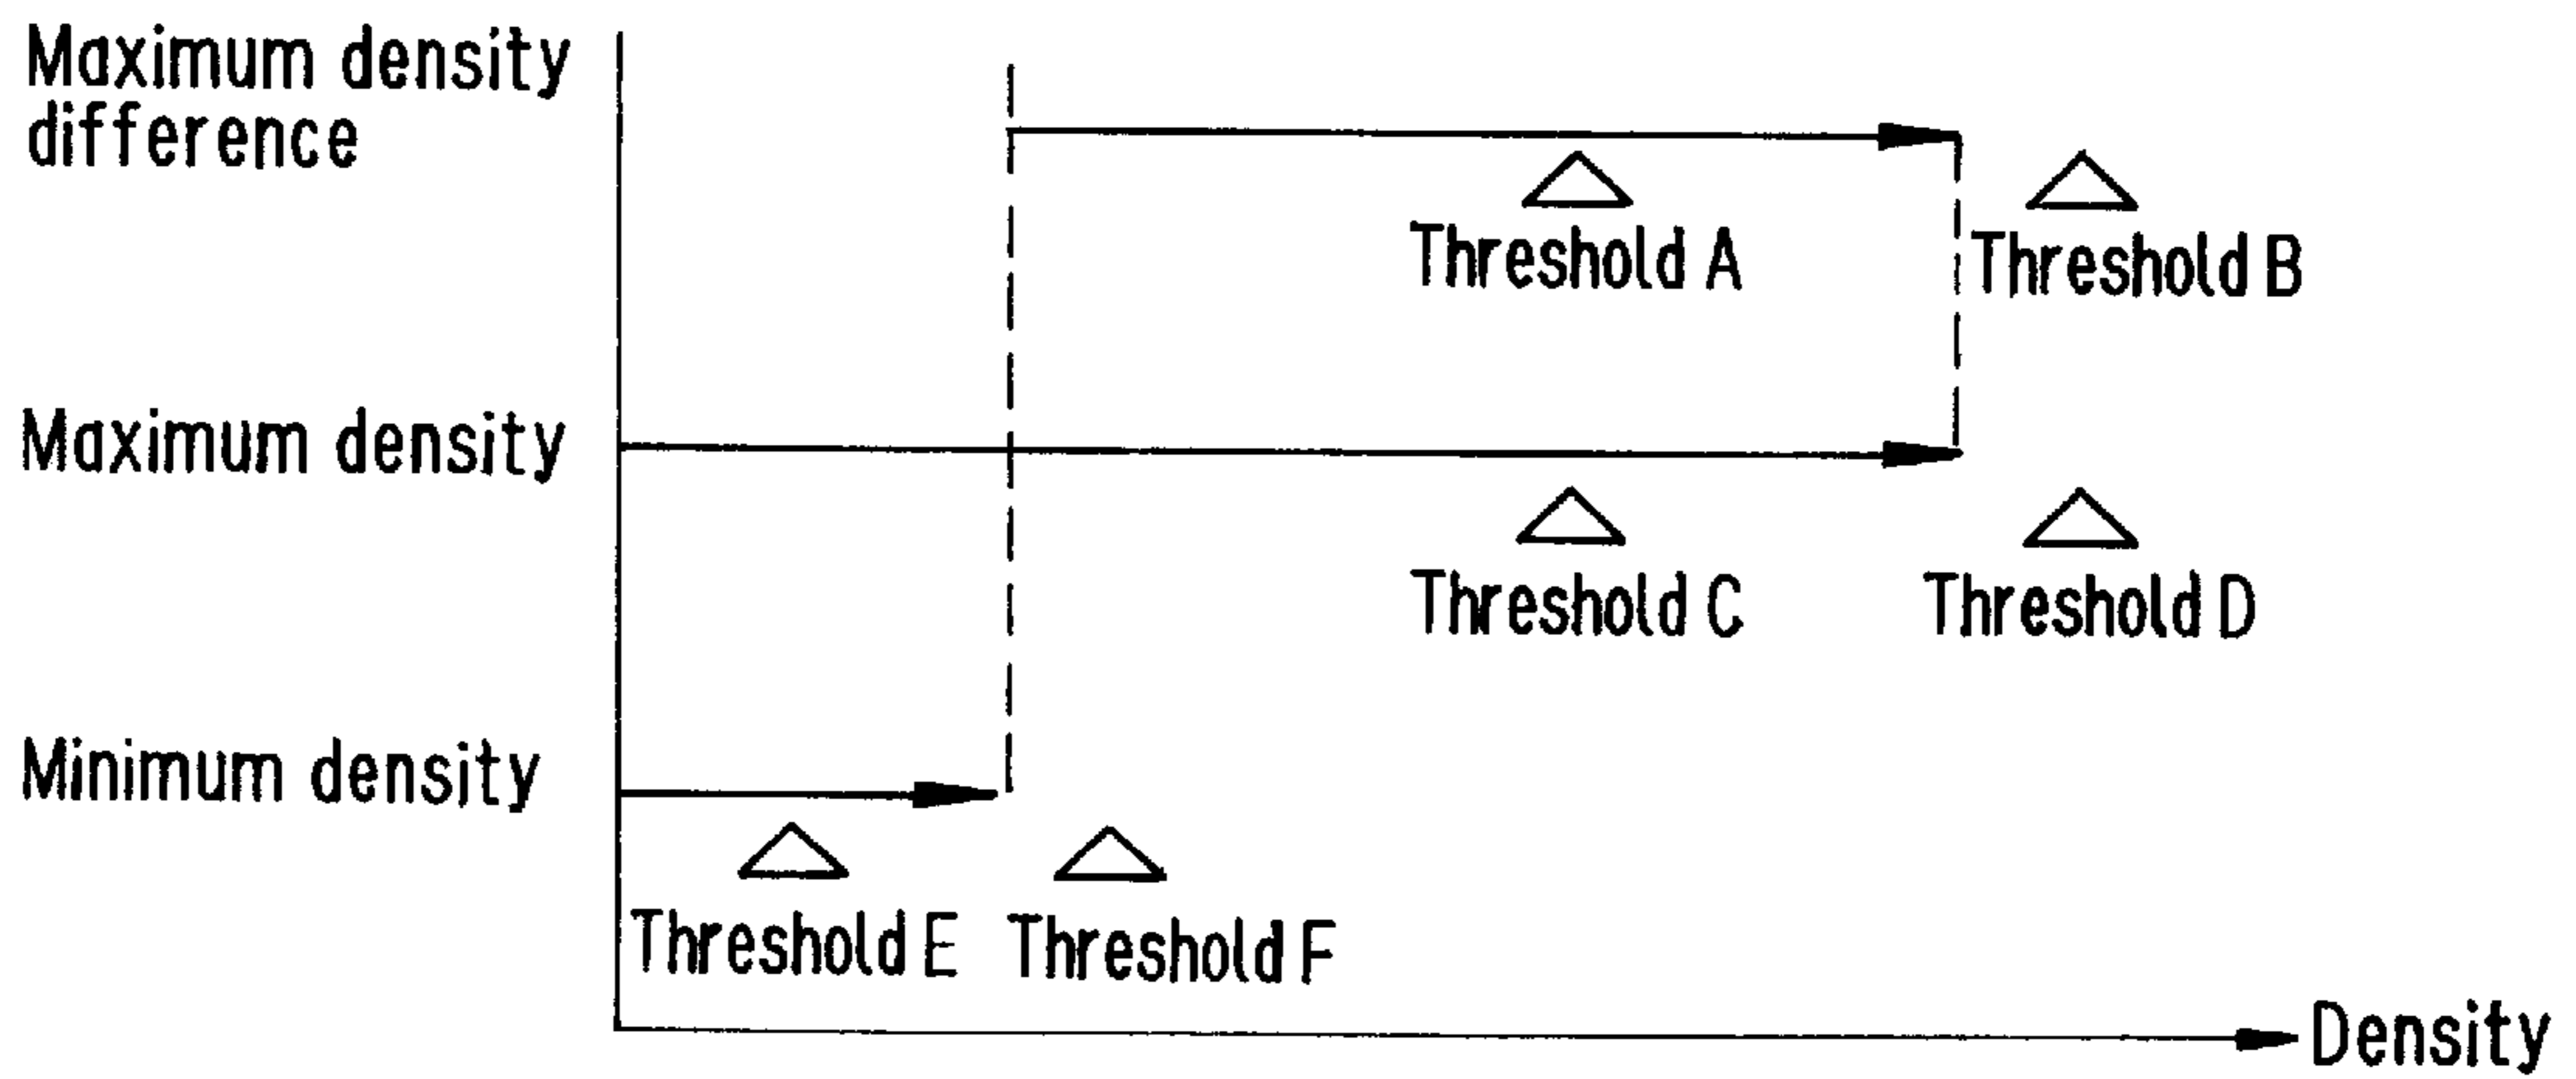 Maximum density
difference
Threshold A
Threshold B
Maximum density
Threshold C
Threshold D
Minimum density
Threshold E
Threshold F
Density